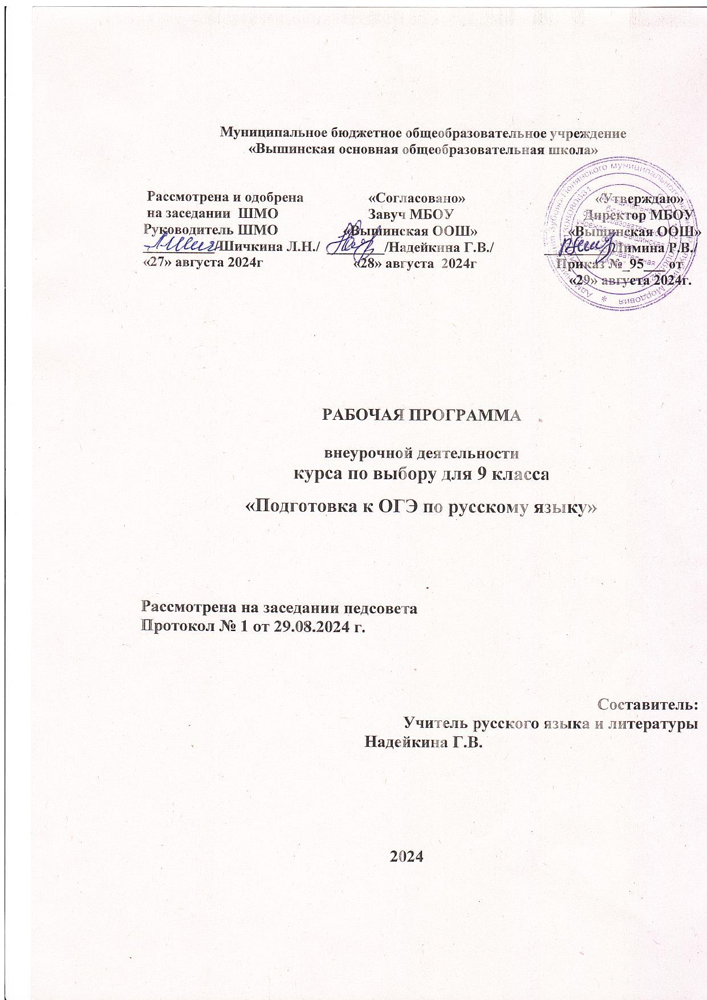 Муниципальное бюджетное общеобразовательное учреждение
«Вышинская основная общеобразовательная школа»
Рассмотрена и одобрена
на заседании ШМО
Руководитель ШМО
/Шичкина Л.Н./
«27» августа 2024г
«Согласовано»
Завуч МБОУ
«Вышинская ООШ»
/Надейкина Г.В./
«28» августа 2024г
«Утверждаю»
Директор МБОУ
«Вышинская ООШ»
Р.В./
Приказ №_95___ от
«29» августа 2024г.
РАБОЧАЯ ПРОГРАММА
внеурочной деятельности
курса по выбору для 9 класса
«Подготовка к ОГЭ по русскому языку»
Рассмотрена на заседании педсовета
Протокол № 1 от 29.08.2024 г.
Составитель:
Учитель русского языка и литературы
Надейкина Г.В.
2024